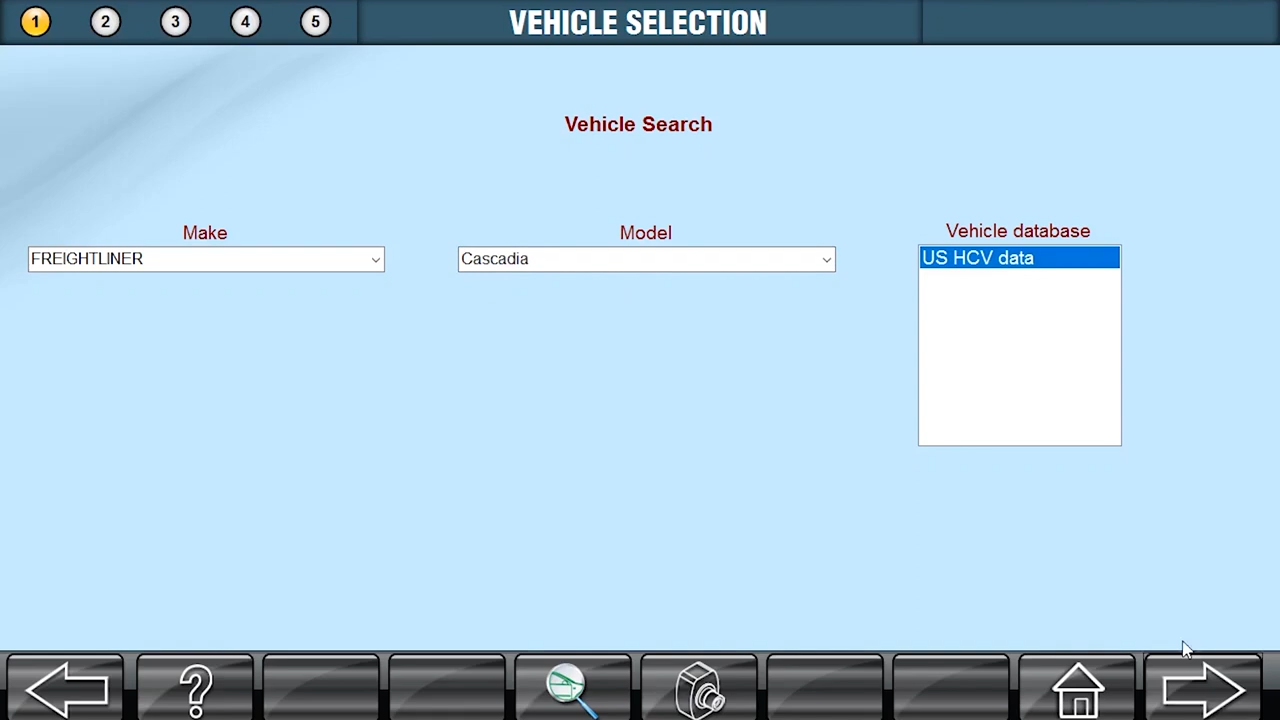 1 2 3 4 5 VEHICLE SELECTION
Vehicle Search
Make Model Vehicle database
FREIGHTLINER Cascadia US HCV data
?